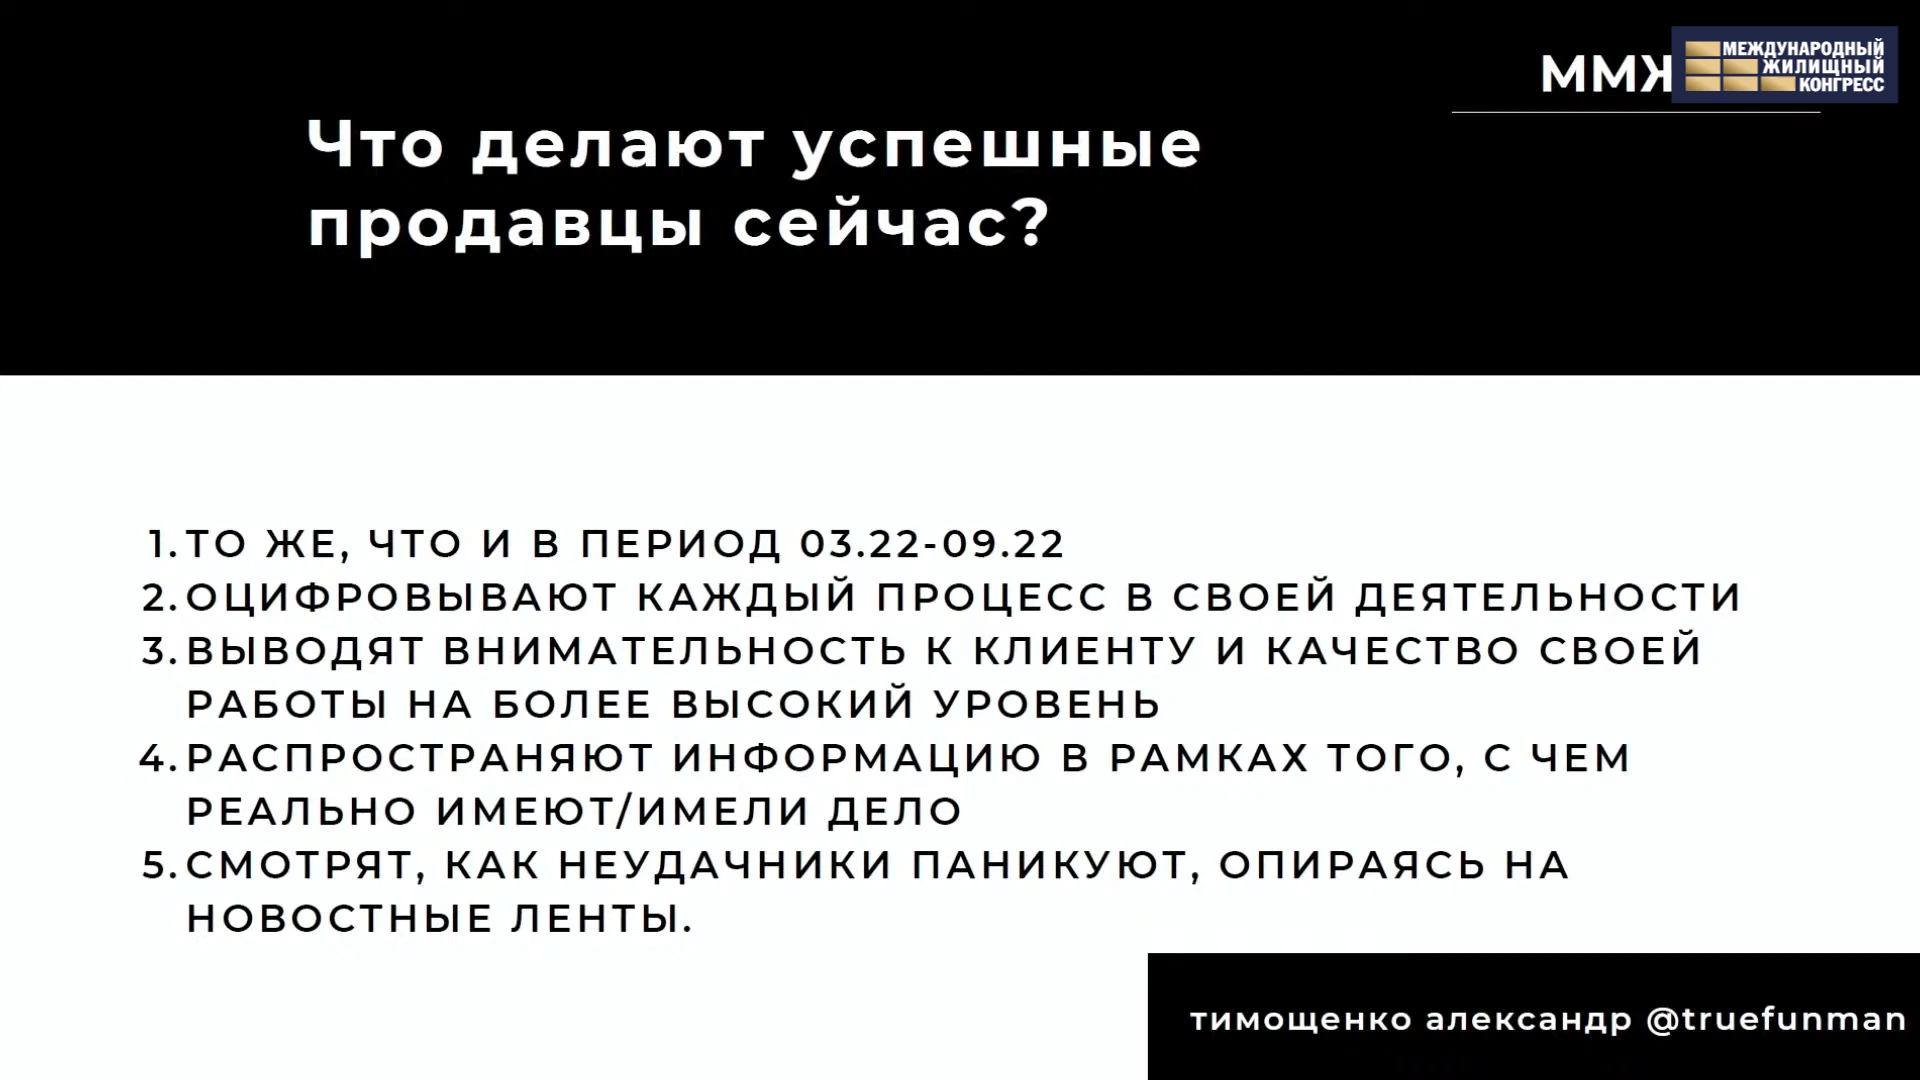 ММЖ
МЕЖДУНАРОДНЫЙ
ЖИЛИЩНЫЙ
КОНГРЕСС
Что делают успешные
продавцы сейчас?
1. ТО ЖЕ, ЧТО И В ПЕРИОД 03.22-09.22
2. ОЦИФРОВЫВАЮТ КАЖДЫЙ ПРОЦЕСС В СВОЕЙ ДЕЯТЕЛЬНОСТИ
3. ВЫВОДЯТ ВНИМАТЕЛЬНОСТЬ К КЛИЕНТУ И КАЧЕСТВО СВОЕЙ
РАБОТЫ НА БОЛЕЕ ВЫСОКИЙ УРОВЕНЬ
4. РАСПРОСТРАНЯЮТ ИНФОРМАЦИЮ В РАМКАХ ТОГО, С ЧЕМ
РЕАЛЬНО ИМЕЮТ/ИМЕЛИ ДЕЛО
5. СМОТРЯТ, КАК НЕУДАЧНИКИ ПАНИКУЮТ, ОПИРАЯСЬ НА
НОВОСТНЫЕ ЛЕНТЫ.
тимощенко александр @truefunman